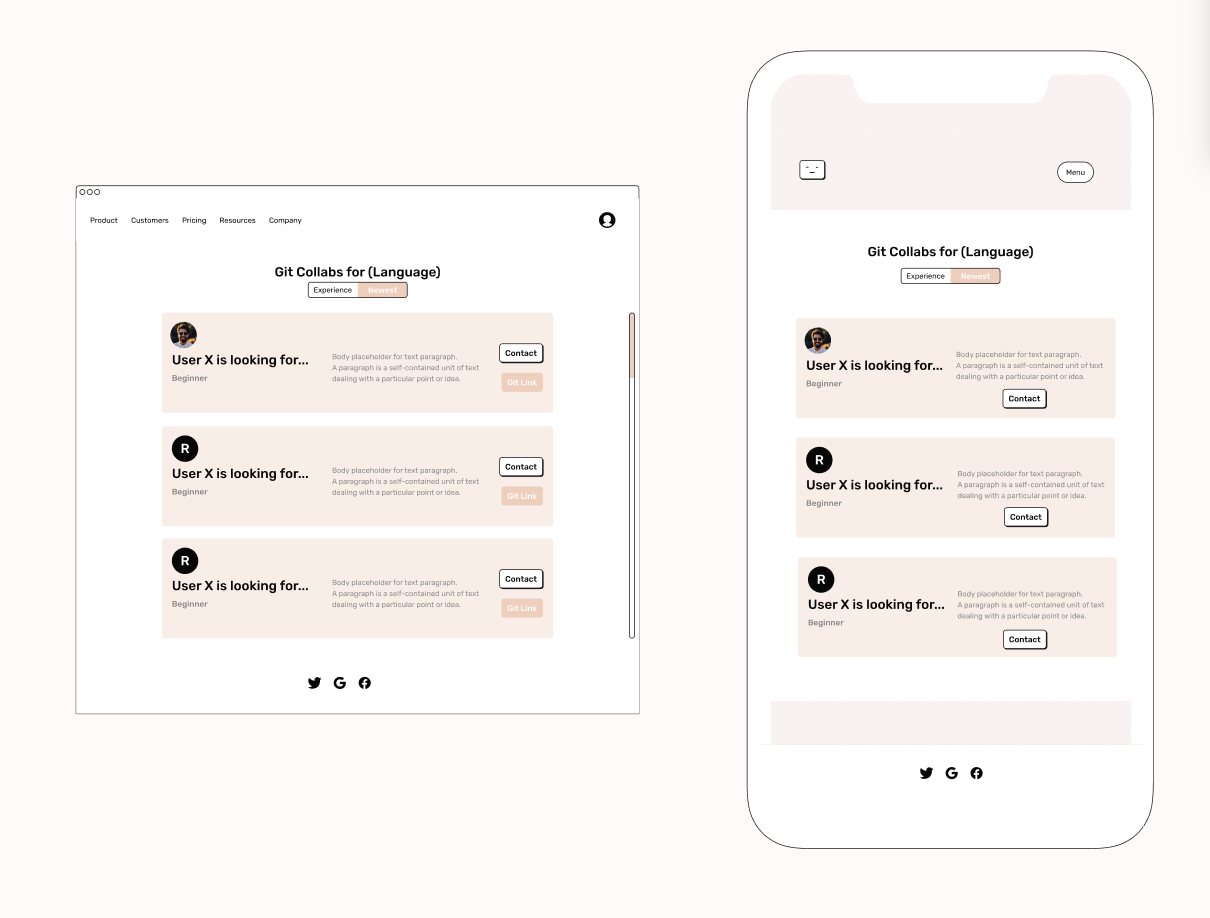 Product Customers Pricing Resources Company
Git Collabs for (Language)
Experience Newest
User X is looking for...
Beginner
Body placeholder for text paragraph.
A paragraph is a self-contained unit of text
dealing with a particular point or idea.
Contact
Git Link
R
User X is looking for...
Beginner
Body placeholder for text paragraph.
A paragraph is a self-contained unit of text
dealing with a particular point or idea.
Contact
Git Link
R
User X is looking for...
Beginner
Body placeholder for text paragraph.
A paragraph is a self-contained unit of text
dealing with a particular point or idea.
Contact
Git Link
Menu
Git Collabs for (Language)
Experience Newest
User X is looking for...
Beginner
Body placeholder for text paragraph.
A paragraph is a self-contained unit of text
dealing with a particular point or idea.
Contact
R
User X is looking for...
Beginner
Body placeholder for text paragraph.
A paragraph is a self-contained unit of text
dealing with a particular point or idea.
Contact
R
User X is looking for...
Beginner
Body placeholder for text paragraph.
A paragraph is a self-contained unit of text
dealing with a particular point or idea.
Contact